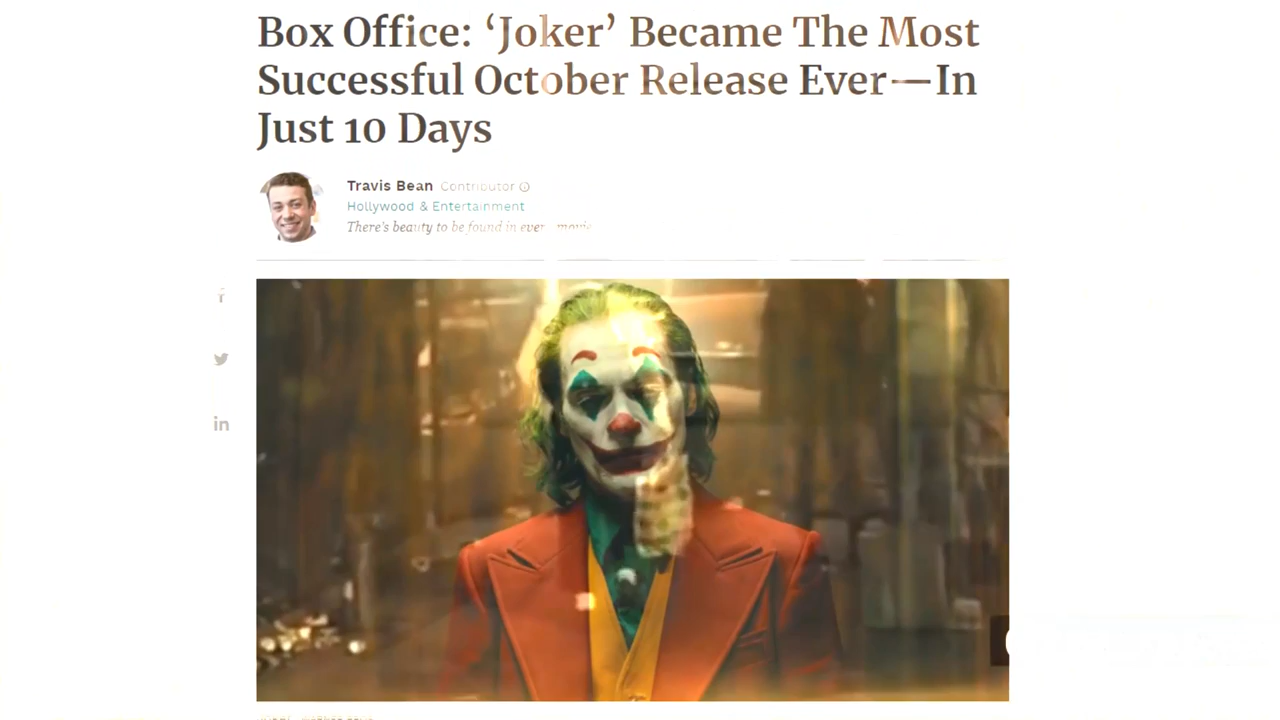 Box Office: ‘Joker’ Became The Most
Successful October Release Ever—In
Just 10 Days
Travis Bean Contributor
Hollywood & Entertainment
There's beauty to be found in every movie
in